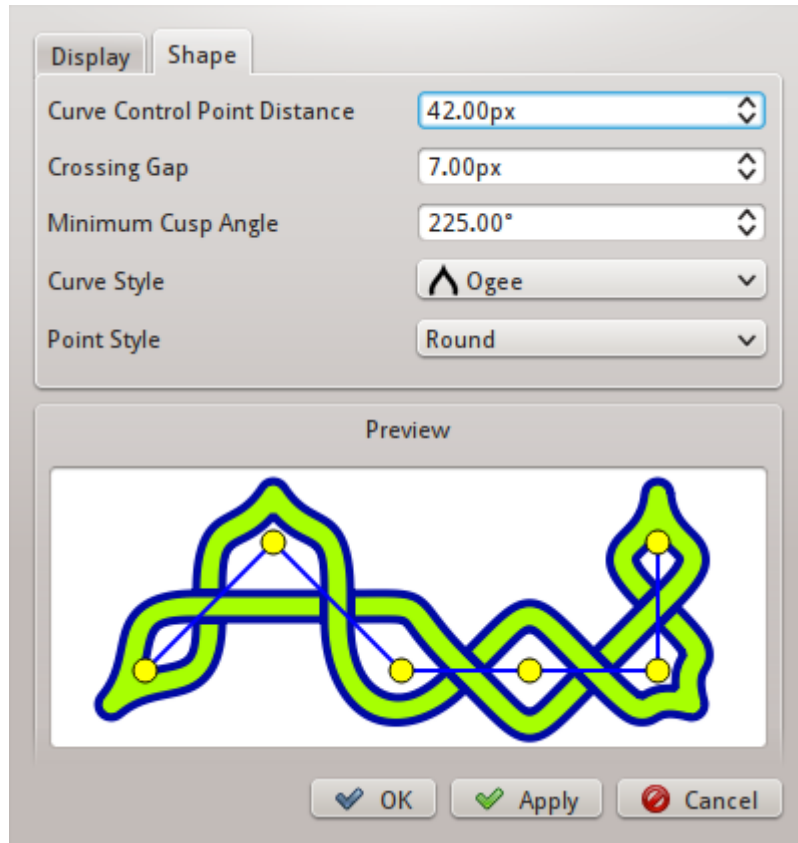 Display Shape
Curve Control Point Distance 42.00px
Crossing Gap 7.00px
Minimum Cusp Angle 225.00°
Curve Style Ogee
Point Style Round
Preview
OK Apply Cancel